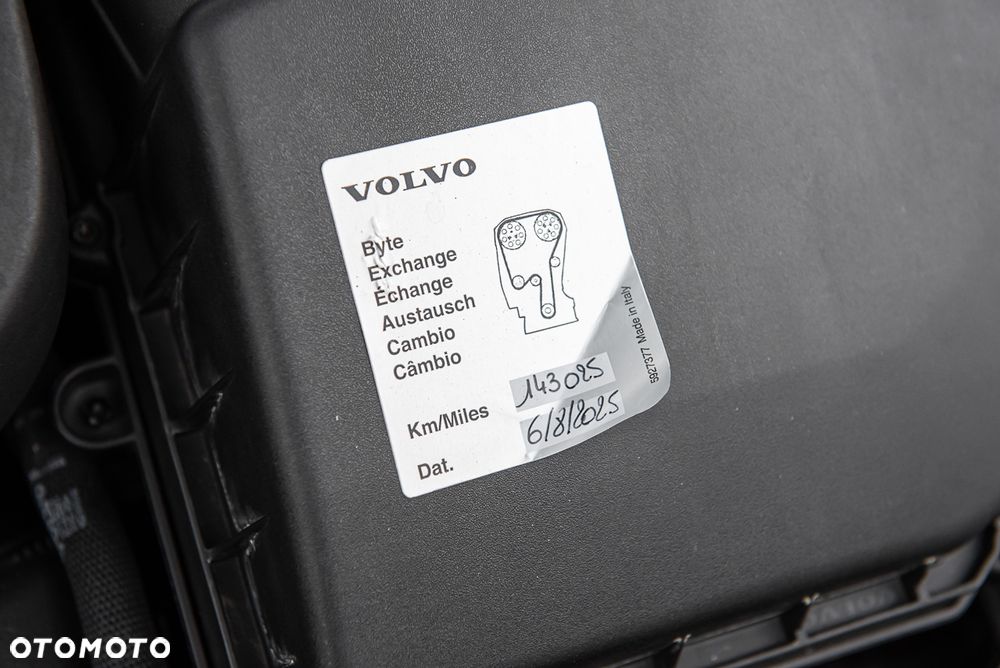 VOLVO
Byte
Exchange
Échange
Austausch
Cambio
Câmbio
Km/Miles 143025
Dat. 6/8/2025
5927377 Made in Italy
OTOMOTO